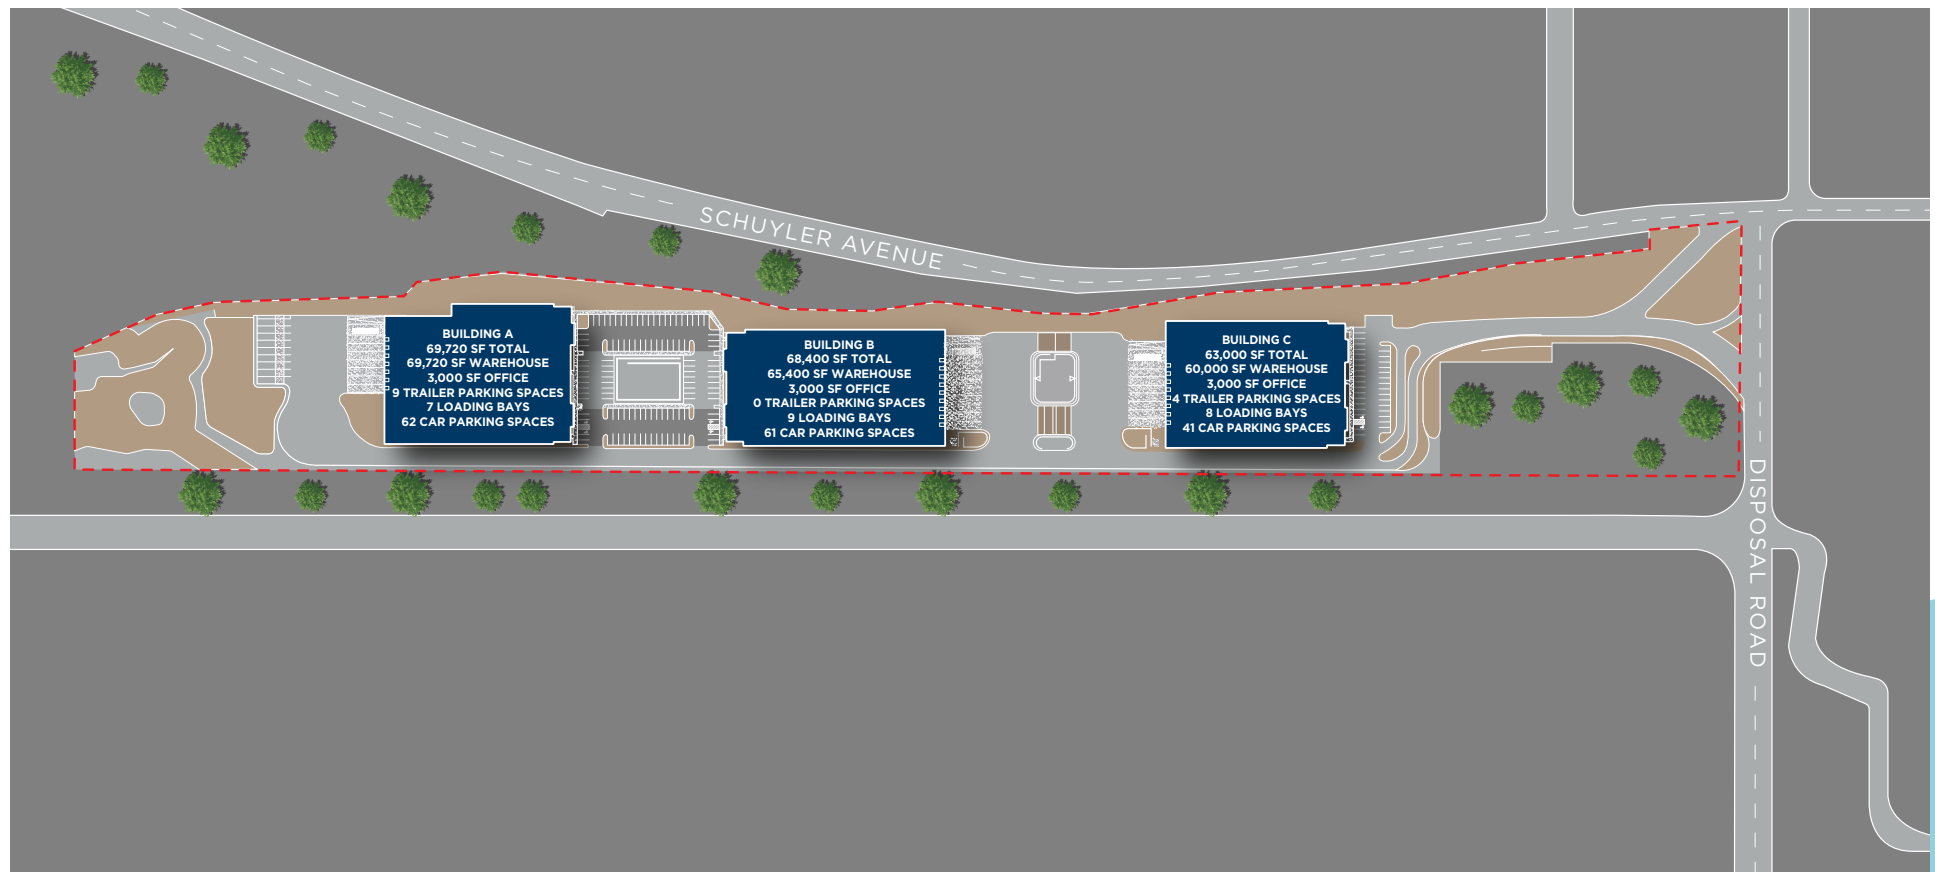 SCHUYLER AVENUE
BUILDING A
69,720 SF TOTAL
69,720 SF WAREHOUSE
3,000 SF OFFICE
9 TRAILER PARKING SPACES
7 LOADING BAYS
62 CAR PARKING SPACES
BUILDING B
68,400 SF TOTAL
65,400 SF WAREHOUSE
3,000 SF OFFICE
0 TRAILER PARKING SPACES
9 LOADING BAYS
61 CAR PARKING SPACES
BUILDING C
63,000 SF TOTAL
60,000 SF WAREHOUSE
3,000 SF OFFICE
4 TRAILER PARKING SPACES
8 LOADING BAYS
41 CAR PARKING SPACES
DISPOSAL ROAD